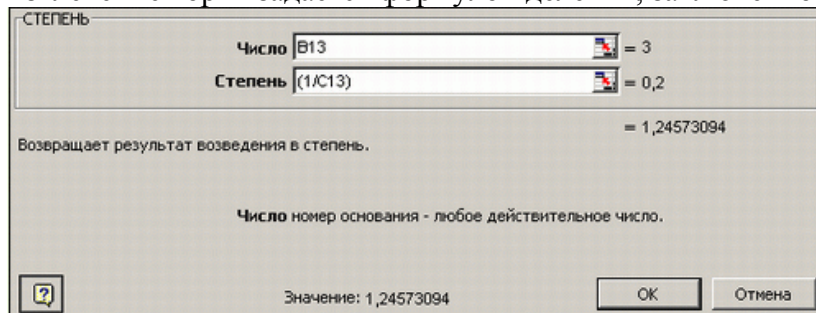 СТЕПЕНЬ
Число B13 = 3
Степень (1/C13) = 0,2
= 1,24573094
Возвращает результат возведения в степень.
Число номер основания - любое действительное число.
Значение: 1,24573094 OK Отмена